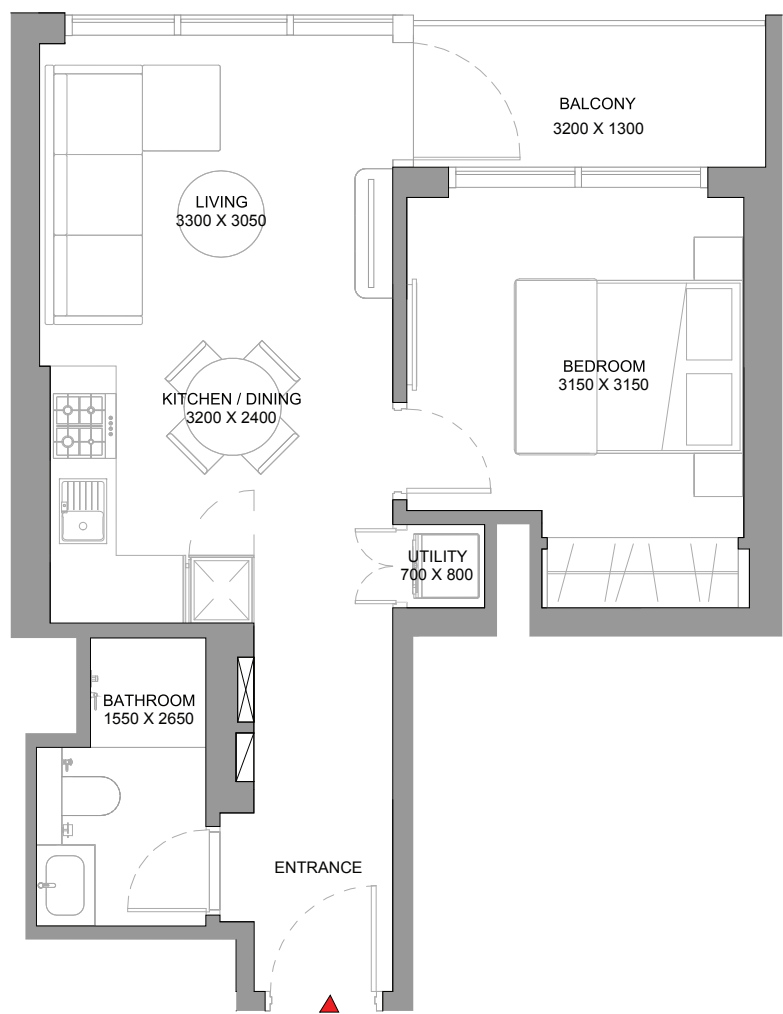 BALCONY
3200 X 1300
LIVING
3300 X 3050
BEDROOM
3150 X 3150
KITCHEN / DINING
3200 X 2400
UTILITY
700 X 800
BATHROOM
1550 X 2650
ENTRANCE